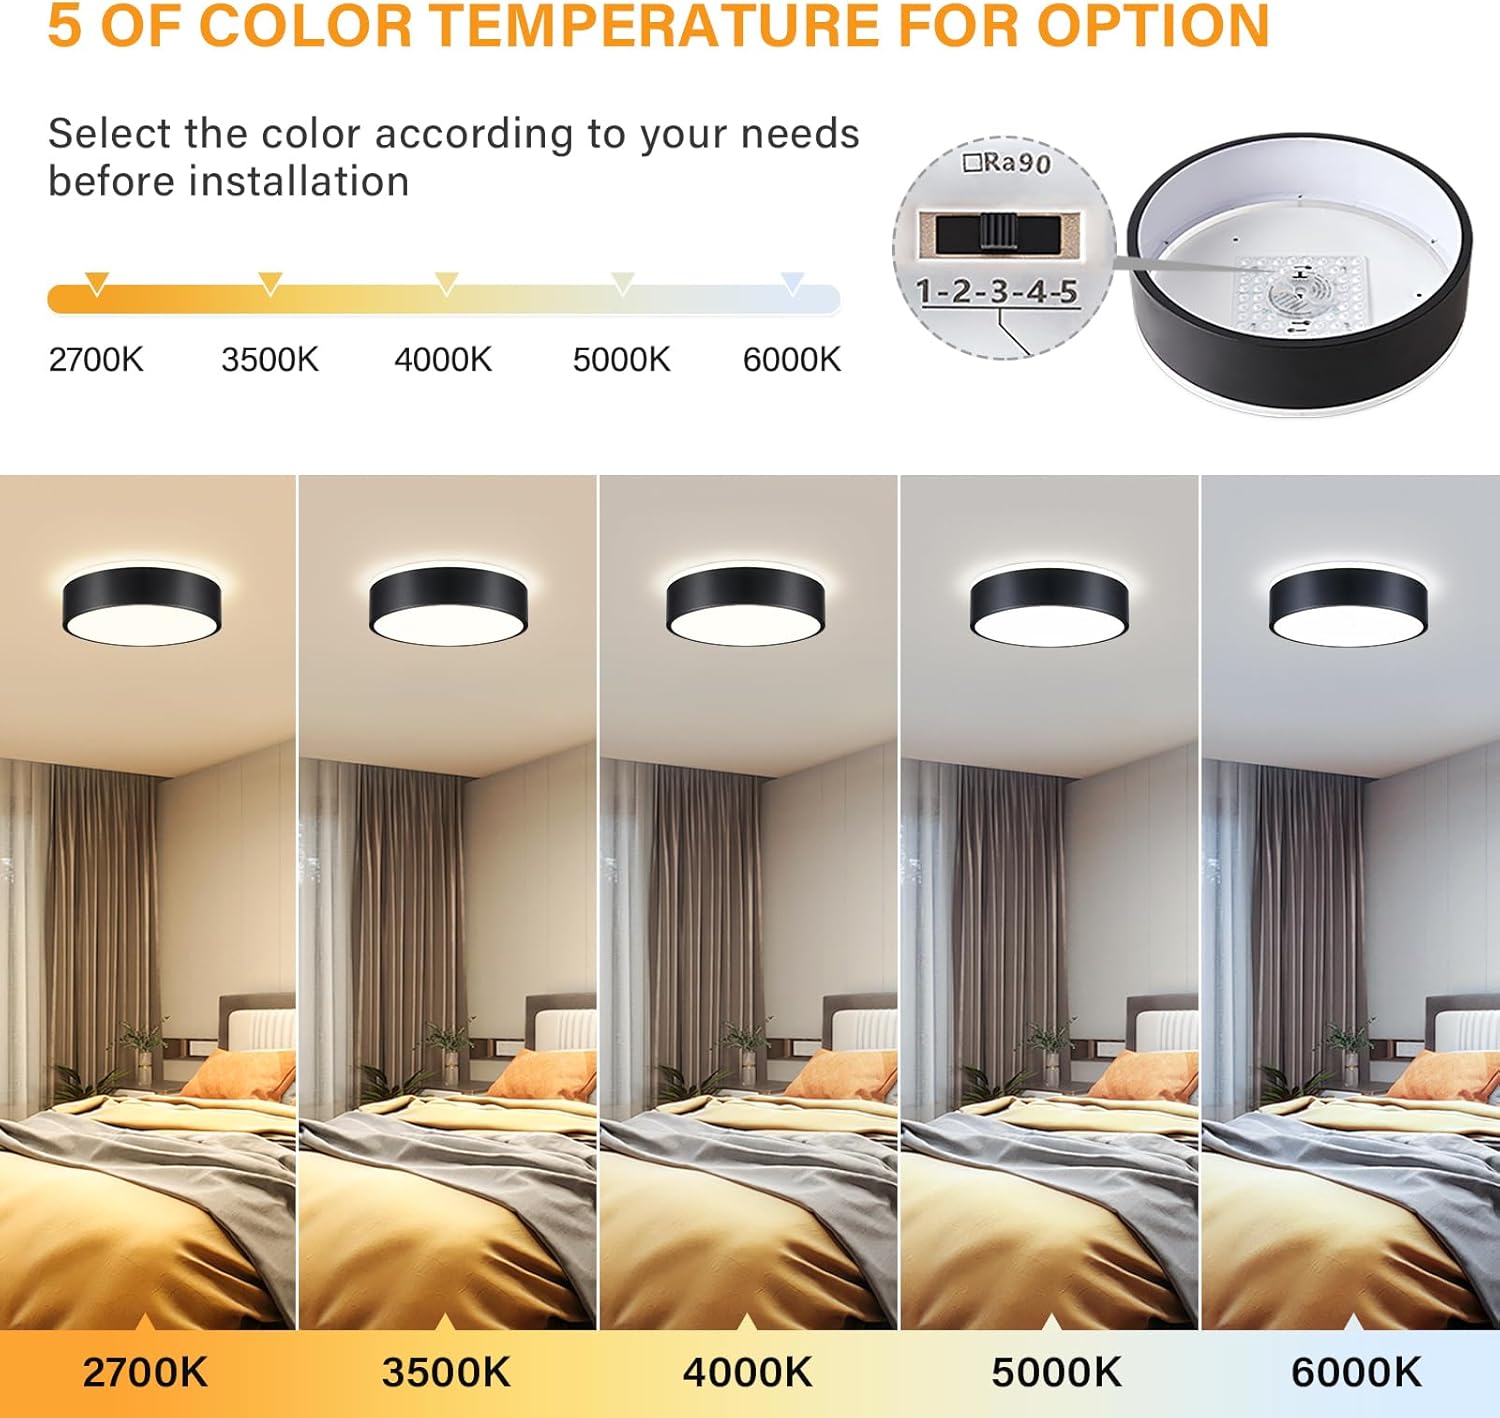 5 OF COLOR TEMPERATURE FOR OPTION
Select the color according to your needs
before installation
2700K 3500K 4000K 5000K 6000K
□Ra90
1-2-3-4-5
2700K 3500K 4000K 5000K 6000K